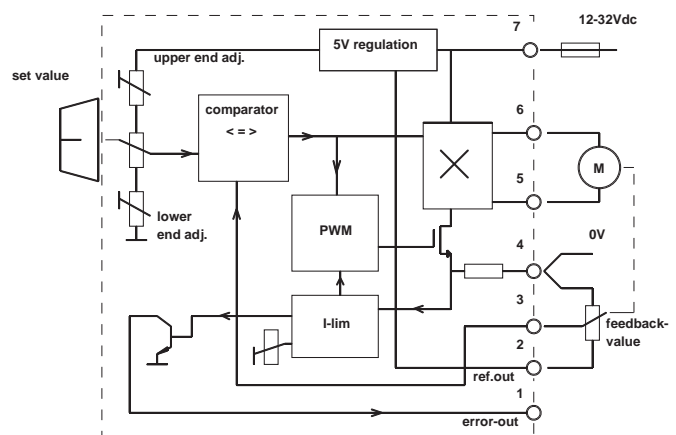 12-32Vdc
7
5V regulation
upper end adj.
set value
comparator
< = >
6
M
5
lower
end adj.
PWM
4
0V
3
I-lim
feedback-
value
2
ref.out
1
error-out